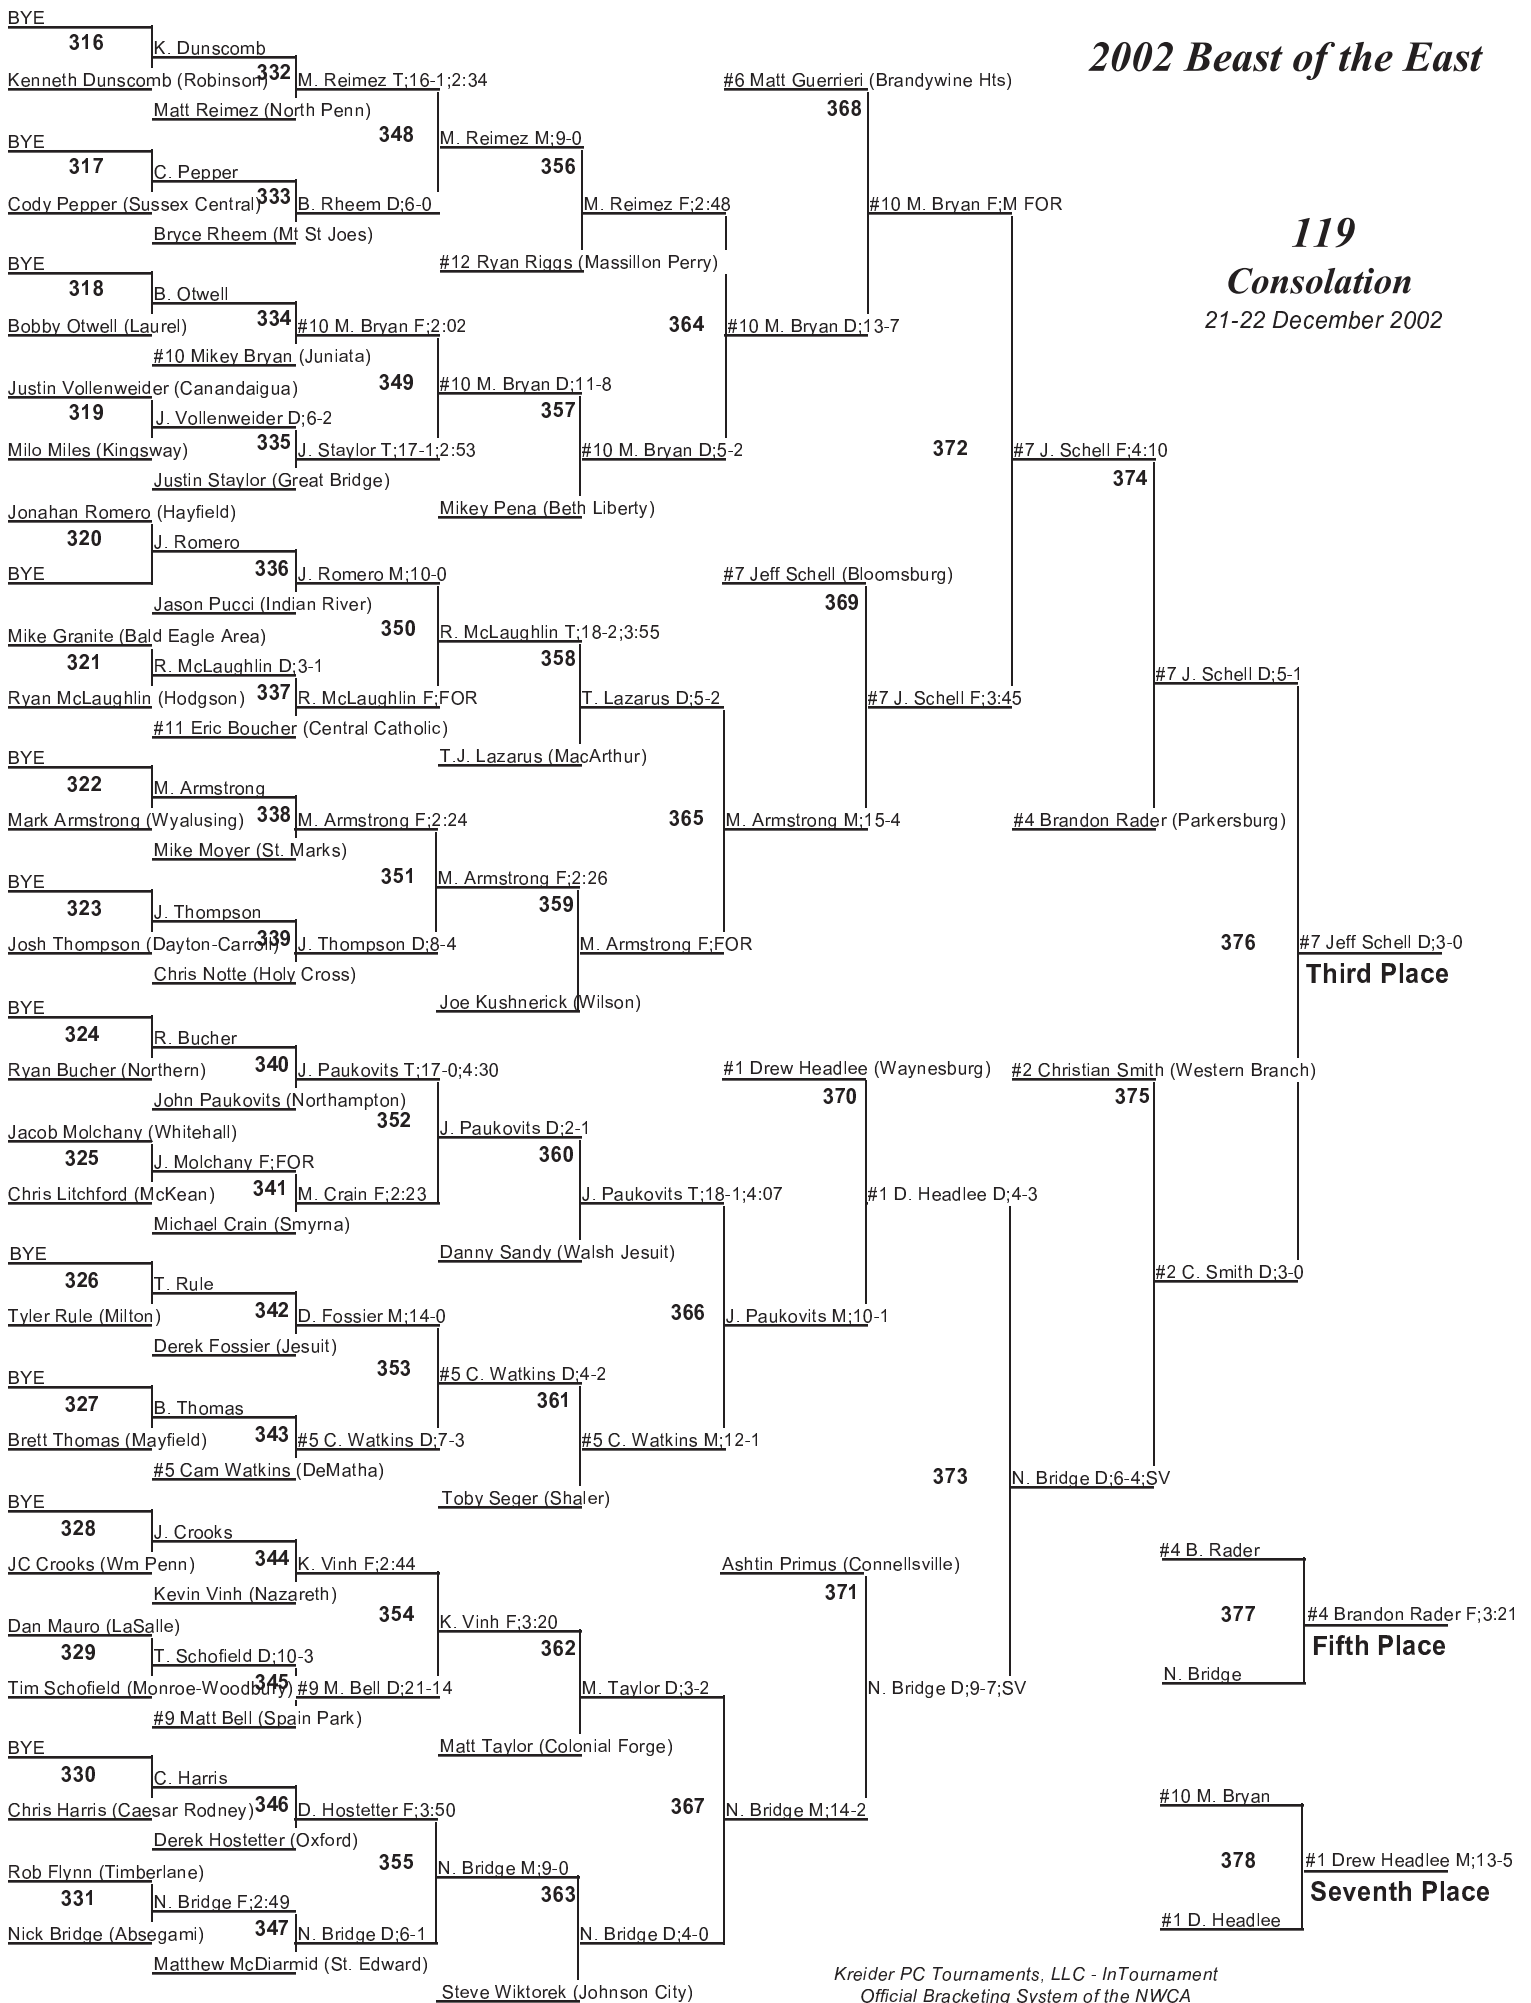 2002 Beast of the East
119
Consolation
21-22 December 2002
BYE
316
K. Dunscomb
Kenneth Dunscomb (Robinson)
332
M. Reimez T;16-1;2:34
Matt Reimez (North Penn)
348
M. Reimez M;9-0
BYE
317
C. Pepper
Cody Pepper (Sussex Central)
333
B. Rheem D;6-0
Bryce Rheem (Mt St Joes)
356
M. Reimez F;2:48
#12 Ryan Riggs (Massillon Perry)
BYE
318
B. Otwell
Bobby Otwell (Laurel)
334
#10 M. Bryan F;2:02
#10 Mikey Bryan (Juniata)
349
#10 M. Bryan D;11-8
Justin Vollenweider (Canandaigua)
319
J. Vollenweider D;6-2
Milo Miles (Kingsway)
335
J. Staylor T;17-1;2:53
Justin Staylor (Great Bridge)
357
#10 M. Bryan D;5-2
Mikey Pena (Beth Liberty)
364
#10 M. Bryan D;13-7
#6 Matt Guerrieri (Brandywine Hts)
368
#10 M. Bryan F;M FOR
Jonahan Romero (Hayfield)
320
J. Romero
BYE
336
J. Romero M;10-0
Jason Pucci (Indian River)
350
R. McLaughlin T;18-2;3:55
Mike Granite (Bald Eagle Area)
321
R. McLaughlin D;3-1
Ryan McLaughlin (Hodgson)
337
R. McLaughlin F;FOR
#11 Eric Boucher (Central Catholic)
358
T. Lazarus D;5-2
T.J. Lazarus (MacArthur)
BYE
322
M. Armstrong
Mark Armstrong (Wyalusing)
338
M. Armstrong F;2:24
Mike Moyer (St. Marks)
351
M. Armstrong F;2:26
BYE
323
J. Thompson
Josh Thompson (Dayton-Carroll)
339
J. Thompson D;8-4
Chris Notte (Holy Cross)
359
M. Armstrong F;FOR
Joe Kushnerick (Wilson)
365
M. Armstrong M;15-4
#7 Jeff Schell (Bloomsburg)
369
#7 J. Schell F;3:45
372
#7 J. Schell F;4:10
374
#7 J. Schell D;5-1
#4 Brandon Rader (Parkersburg)
376
#7 Jeff Schell D;3-0
Third Place
BYE
324
R. Bucher
Ryan Bucher (Northern)
340
J. Paukovits T;17-0;4:30
John Paukovits (Northampton)
352
J. Paukovits D;2-1
Jacob Molchany (Whitehall)
325
J. Molchany F;FOR
Chris Litchford (McKean)
341
M. Crain F;2:23
Michael Crain (Smyrna)
360
J. Paukovits T;18-1;4:07
Danny Sandy (Walsh Jesuit)
BYE
326
T. Rule
Tyler Rule (Milton)
342
D. Fossier M;14-0
Derek Fossier (Jesuit)
353
#5 C. Watkins D;4-2
BYE
327
B. Thomas
Brett Thomas (Mayfield)
343
#5 C. Watkins D;7-3
#5 Cam Watkins (DeMatha)
361
#5 C. Watkins M;12-1
Toby Seger (Shaler)
366
J. Paukovits M;10-1
#1 Drew Headlee (Waynesburg)
370
#1 D. Headlee D;4-3
#2 Christian Smith (Western Branch)
375
#2 C. Smith D;3-0
BYE
328
J. Crooks
JC Crooks (Wm Penn)
344
K. Vinh F;2:44
Kevin Vinh (Nazareth)
354
K. Vinh F;3:20
Dan Mauro (LaSalle)
329
T. Schofield D;10-3
Tim Schofield (Monroe-Woodbury)
345
#9 M. Bell D;21-14
#9 Matt Bell (Spain Park)
362
M. Taylor D;3-2
Matt Taylor (Colonial Forge)
BYE
330
C. Harris
Chris Harris (Caesar Rodney)
346
D. Hostetter F;3:50
Derek Hostetter (Oxford)
355
N. Bridge M;9-0
Rob Flynn (Timberlane)
331
N. Bridge F;2:49
Nick Bridge (Absegami)
347
N. Bridge D;6-1
Matthew McDiarmid (St. Edward)
363
N. Bridge D;4-0
Steve Wiktorek (Johnson City)
367
N. Bridge M;14-2
Ashtin Primus (Connellsville)
371
N. Bridge D;9-7;SV
373
N. Bridge D;6-4;SV
#4 B. Rader
377
#4 Brandon Rader F;3:21
Fifth Place
N. Bridge
#10 M. Bryan
378
#1 Drew Headlee M;13-5
Seventh Place
#1 D. Headlee
Kreider PC Tournaments, LLC - InTournament
Official Bracketing System of the NWCA